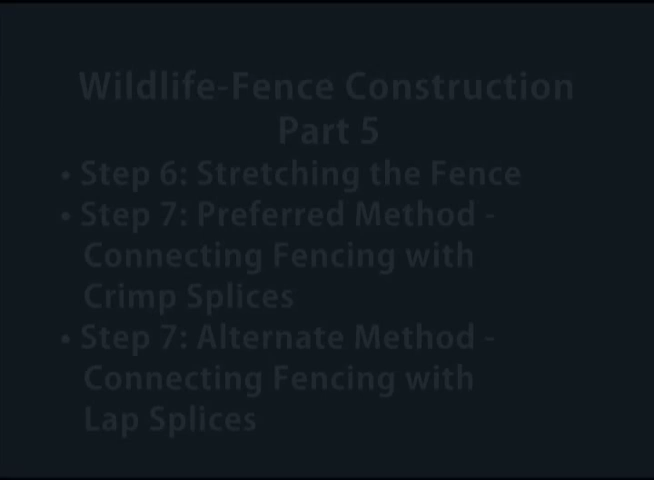 Wildlife-Fence Construction
Part 5
• Step 6: Stretching the Fence
• Step 7: Preferred Method -
Connecting Fencing with
Crimp Splices
• Step 7: Alternate Method -
Connecting Fencing with
Lap Splices